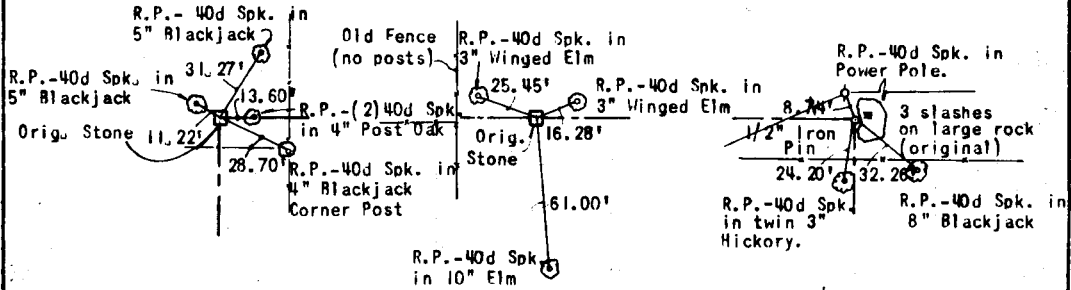 R.P.- 40d Spk. in
5" Blackjack
R.P.-40d Spk. in
5" Blackjack
31.27'
13.60'
R.P.-(2)40d Spk.
in 4" Post Oak
Orig. Stone
11.22'
28.70'
R.P.-40d Spk. in
4" Blackjack
Corner Post
Old Fence
(no posts)
R.P.-40d Spk. in
3" Winged Elm
25.45'
R.P.-40d Spk. in
3" Winged Elm
16.28'
Orig.
Stone
61.00'
R.P.-40d Spk.
in 10" Elm
R.P.-40d Spk. in
Power Pole.
3 slashes
on large rock
(original)
1/2" Iron
Pin
24.20'
32.26'
R.P.-40d Spk.
in twin 3"
Hickory.
R.P.-40d Spk. in
8" Blackjack